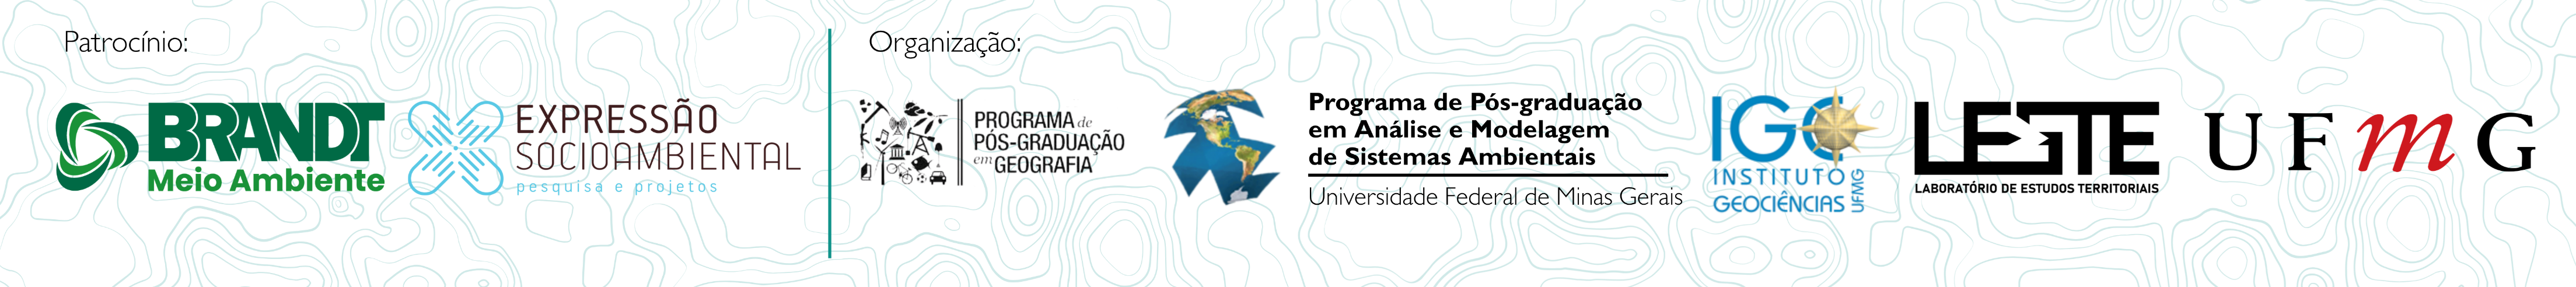 Patrocínio:
BRANDT
Meio Ambiente
EXPRESSÃO
SOCIOAMBIENTAL
pesquisa e projetos
Organização:
PROGRAMA de
PÓS-GRADUAÇÃO
em GEOGRAFIA
Programa de Pós-graduação
em Análise e Modelagem
de Sistemas Ambientais
Universidade Federal de Minas Gerais
IGC
INSTITUTO
GEOCIÊNCIAS
UFMG
LESTE
LABORATÓRIO DE ESTUDOS TERRITORIAIS
UFmG